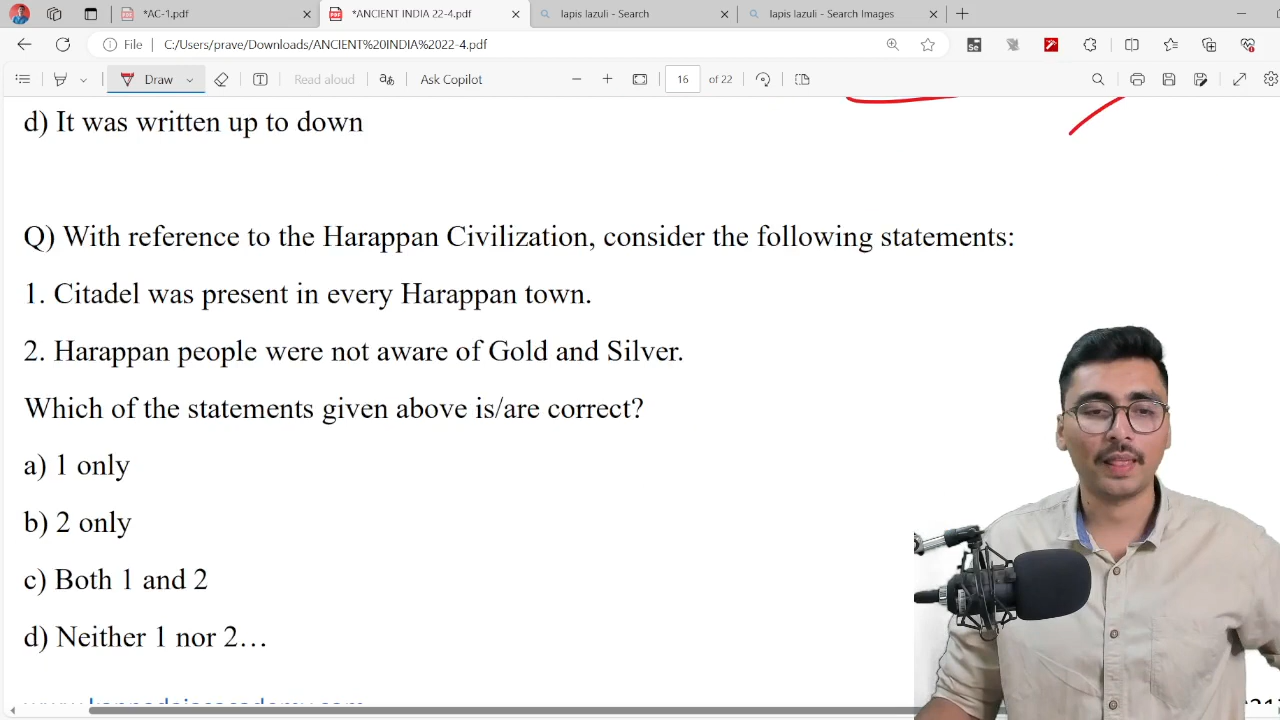 *AC-1.pdf
*ANCIENT INDIA 22-4.pdf
lapis lazuli - Search
lapis lazuli - Search Images
File
C:/Users/prave/Downloads/ANCIENT%20INDIA%2022-4.pdf
Draw
Read aloud
aあ
Ask Copilot
16
of 22
d) It was written up to down
Q) With reference to the Harappan Civilization, consider the following statements:
1. Citadel was present in every Harappan town.
2. Harappan people were not aware of Gold and Silver.
Which of the statements given above is/are correct?
a) 1 only
b) 2 only
c) Both 1 and 2
d) Neither 1 nor 2…